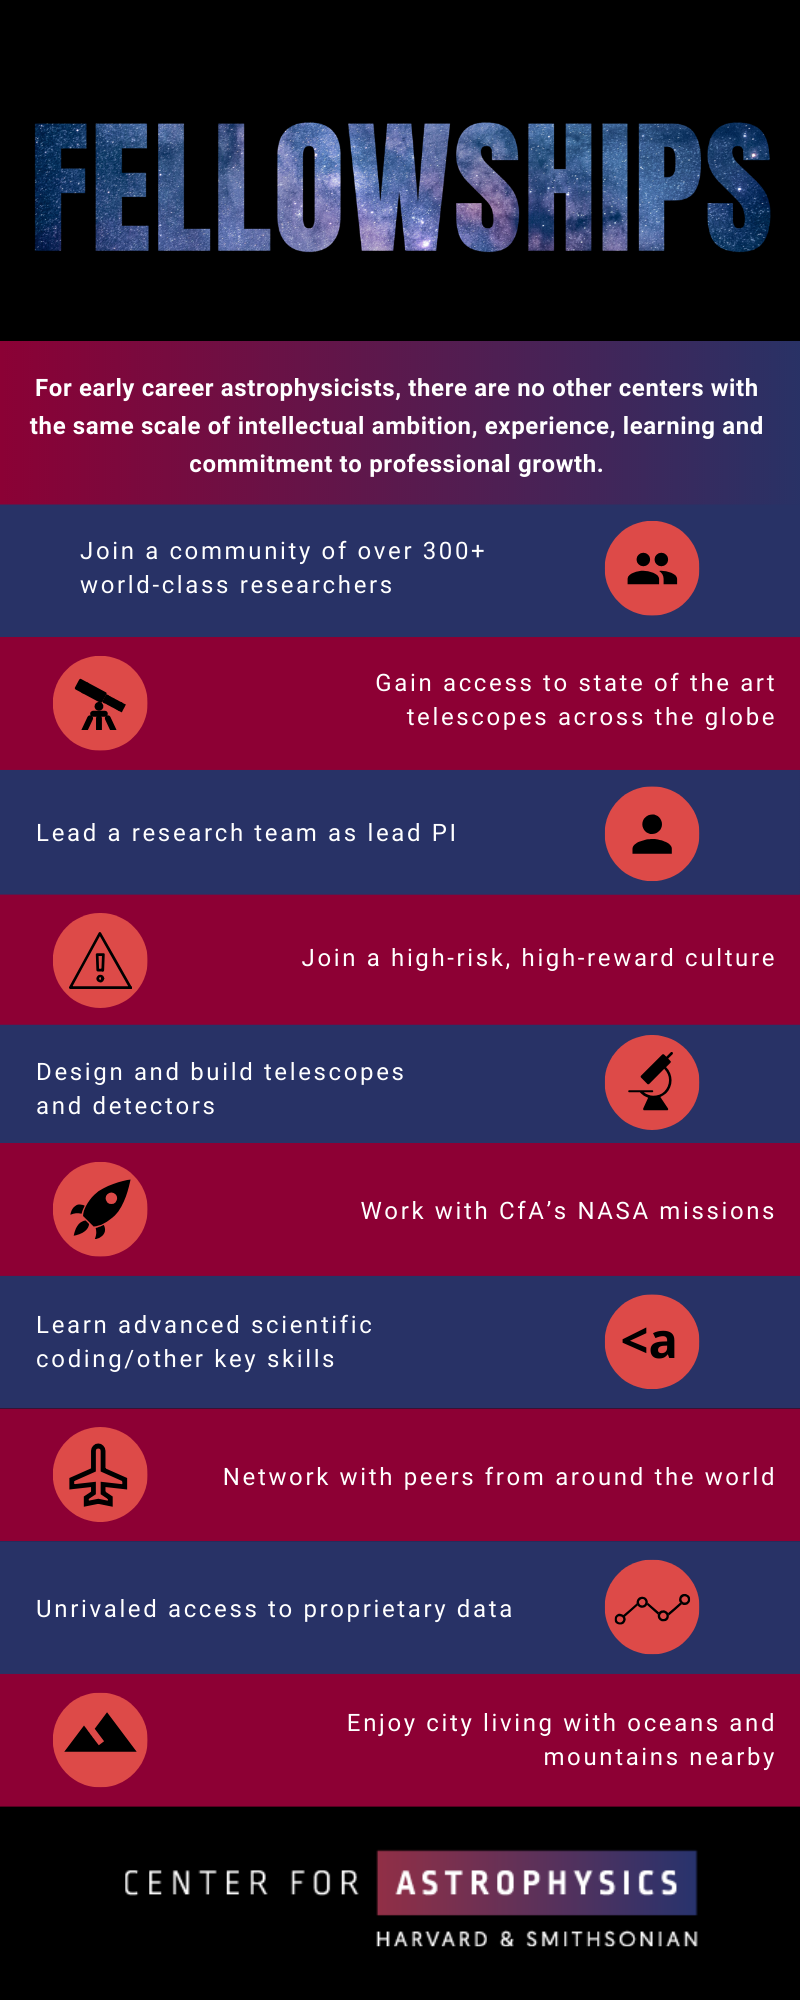 FELLOWSHIPS
For early career astrophysicists, there are no other centers with
the same scale of intellectual ambition, experience, learning and
commitment to professional growth.
Join a community of over 300+
world-class researchers
Gain access to state of the art
telescopes across the globe
Lead a research team as lead PI
Join a high-risk, high-reward culture
Design and build telescopes
and detectors
Work with CfA’s NASA missions
Learn advanced scientific
coding/other key skills
<a
Network with peers from around the world
Unrivaled access to proprietary data
Enjoy city living with oceans and
mountains nearby
CENTER FOR ASTROPHYSICS
HARVARD & SMITHSONIAN